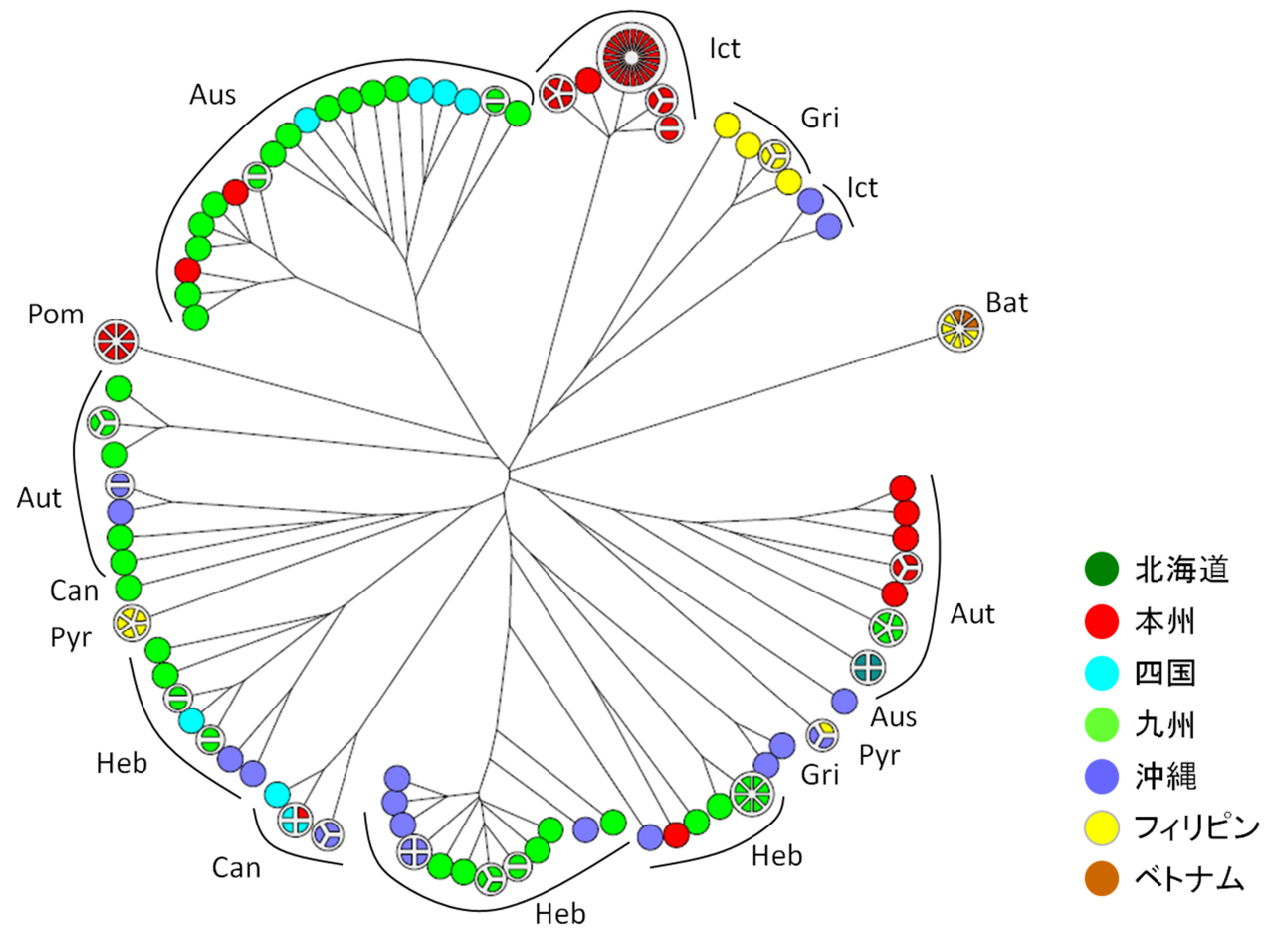 Ict
Aus
Gri
Ict
Bat
Pom
Aut
Can
Pyr
Heb
Can
Heb
Heb
Gri
Pyr
Aus
Aut
北海道
本州
四国
九州
沖縄
フィリピン
ベトナム